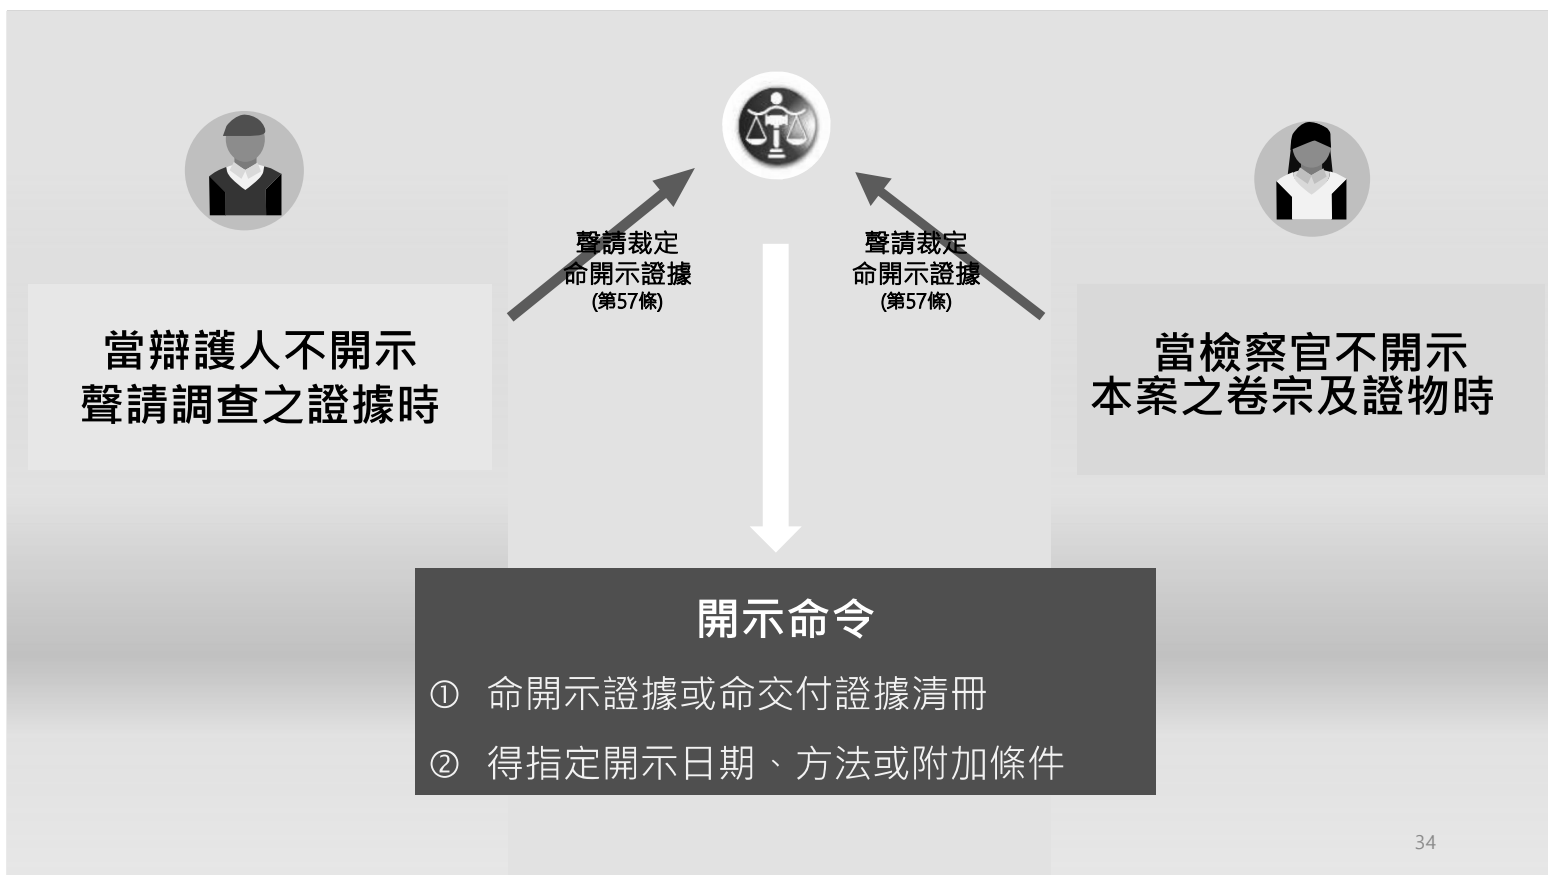 聲請裁定
命開示證據
(第57條)
聲請裁定
命開示證據
(第57條)
當辯護人不開示
聲請調查之證據時
當檢察官不開示
本案之卷宗及證物時
開示命令
① 命開示證據或命交付證據清冊
② 得指定開示日期、方法或附加條件
34